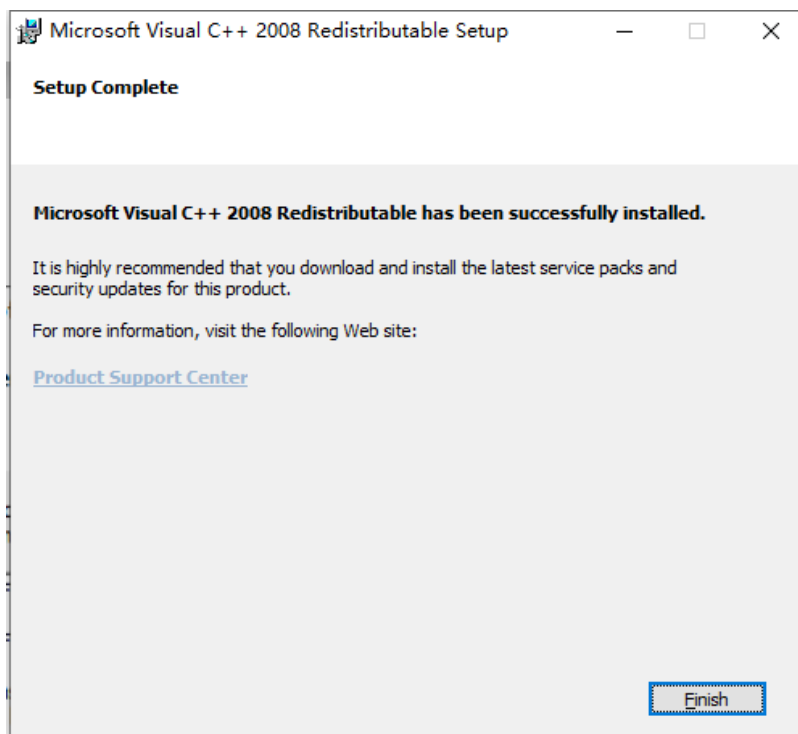 Microsoft Visual C++ 2008 Redistributable Setup
Setup Complete
Microsoft Visual C++ 2008 Redistributable has been successfully installed.
It is highly recommended that you download and install the latest service packs and
security updates for this product.
For more information, visit the following Web site:
Product Support Center
Finish